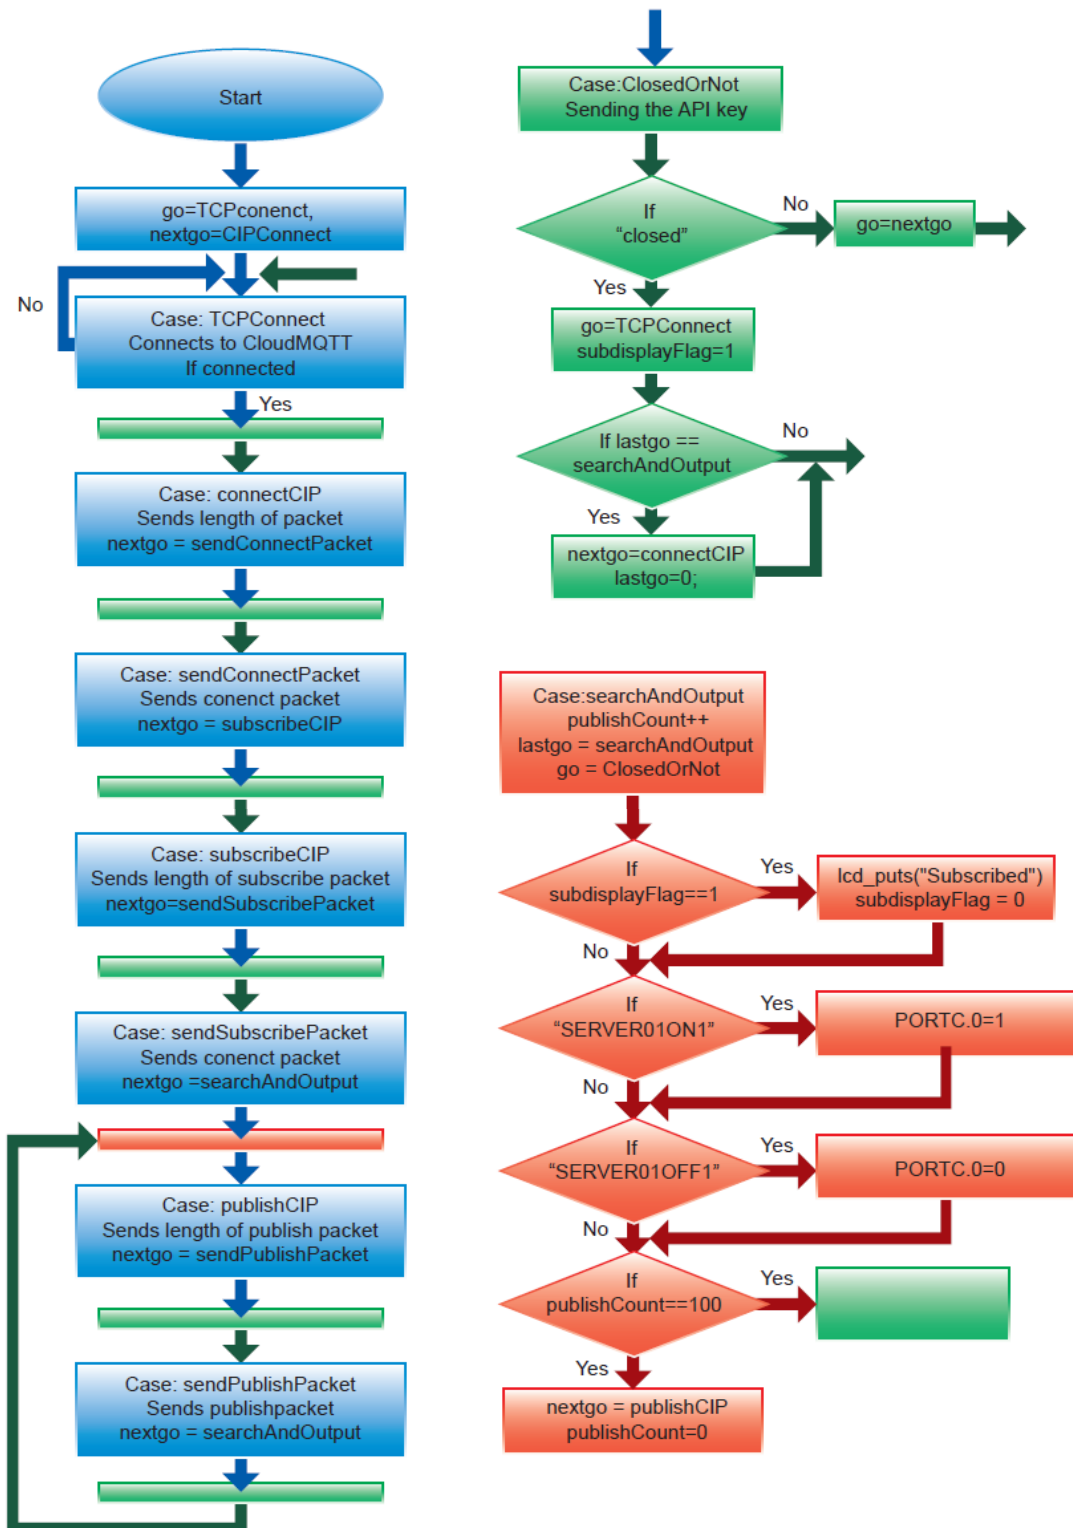 Start
go=TCPconenct,
nextgo=CIPConnect
No
Case: TCPConnect
Connects to CloudMQTT
If connected
Yes
Case: connectCIP
Sends length of packet
nextgo = sendConnectPacket
Case: sendConnectPacket
Sends conenct packet
nextgo = subscribeCIP
Case: subscribeCIP
Sends length of subscribe packet
nextgo=sendSubscribePacket
Case: sendSubscribePacket
Sends conenct packet
nextgo =searchAndOutput
Case: publishCIP
Sends length of publish packet
nextgo = sendPublishPacket
Case: sendPublishPacket
Sends publishpacket
nextgo = searchAndOutput
Case:ClosedOrNot
Sending the API key
If
“closed”
No
go=nextgo
Yes
go=TCPConnect
subdisplayFlag=1
If lastgo ==
searchAndOutput
No
Yes
nextgo=connectCIP
lastgo=0;
Case:searchAndOutput
publishCount++
lastgo = searchAndOutput
go = ClosedOrNot
If
subdisplayFlag==1
Yes
lcd_puts("Subscribed")
subdisplayFlag = 0
No
If
“SERVER01ON1”
Yes
PORTC.0=1
No
If
“SERVER01OFF1”
Yes
PORTC.0=0
No
If
publishCount==100
Yes
Yes
nextgo = publishCIP
publishCount=0